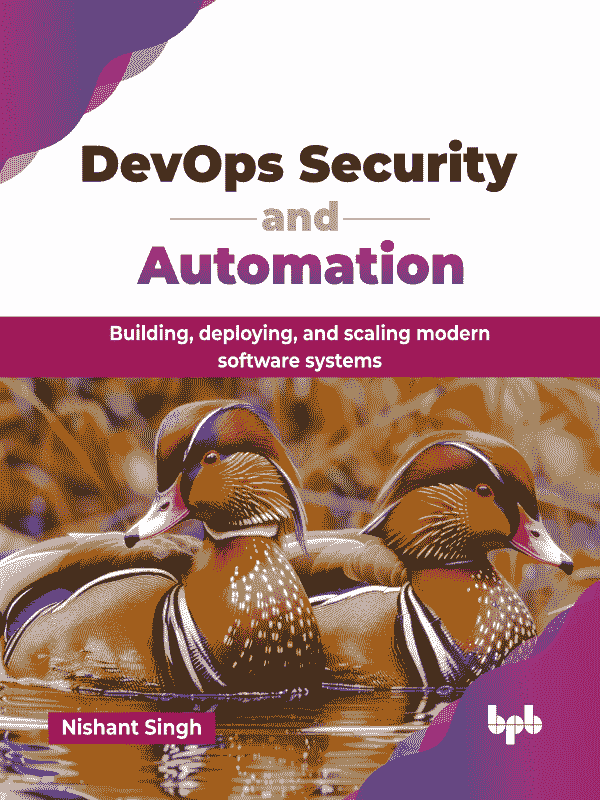 DevOps Security
and
Automation
Building, deploying, and scaling modern
software systems
Nishant Singh
bpb